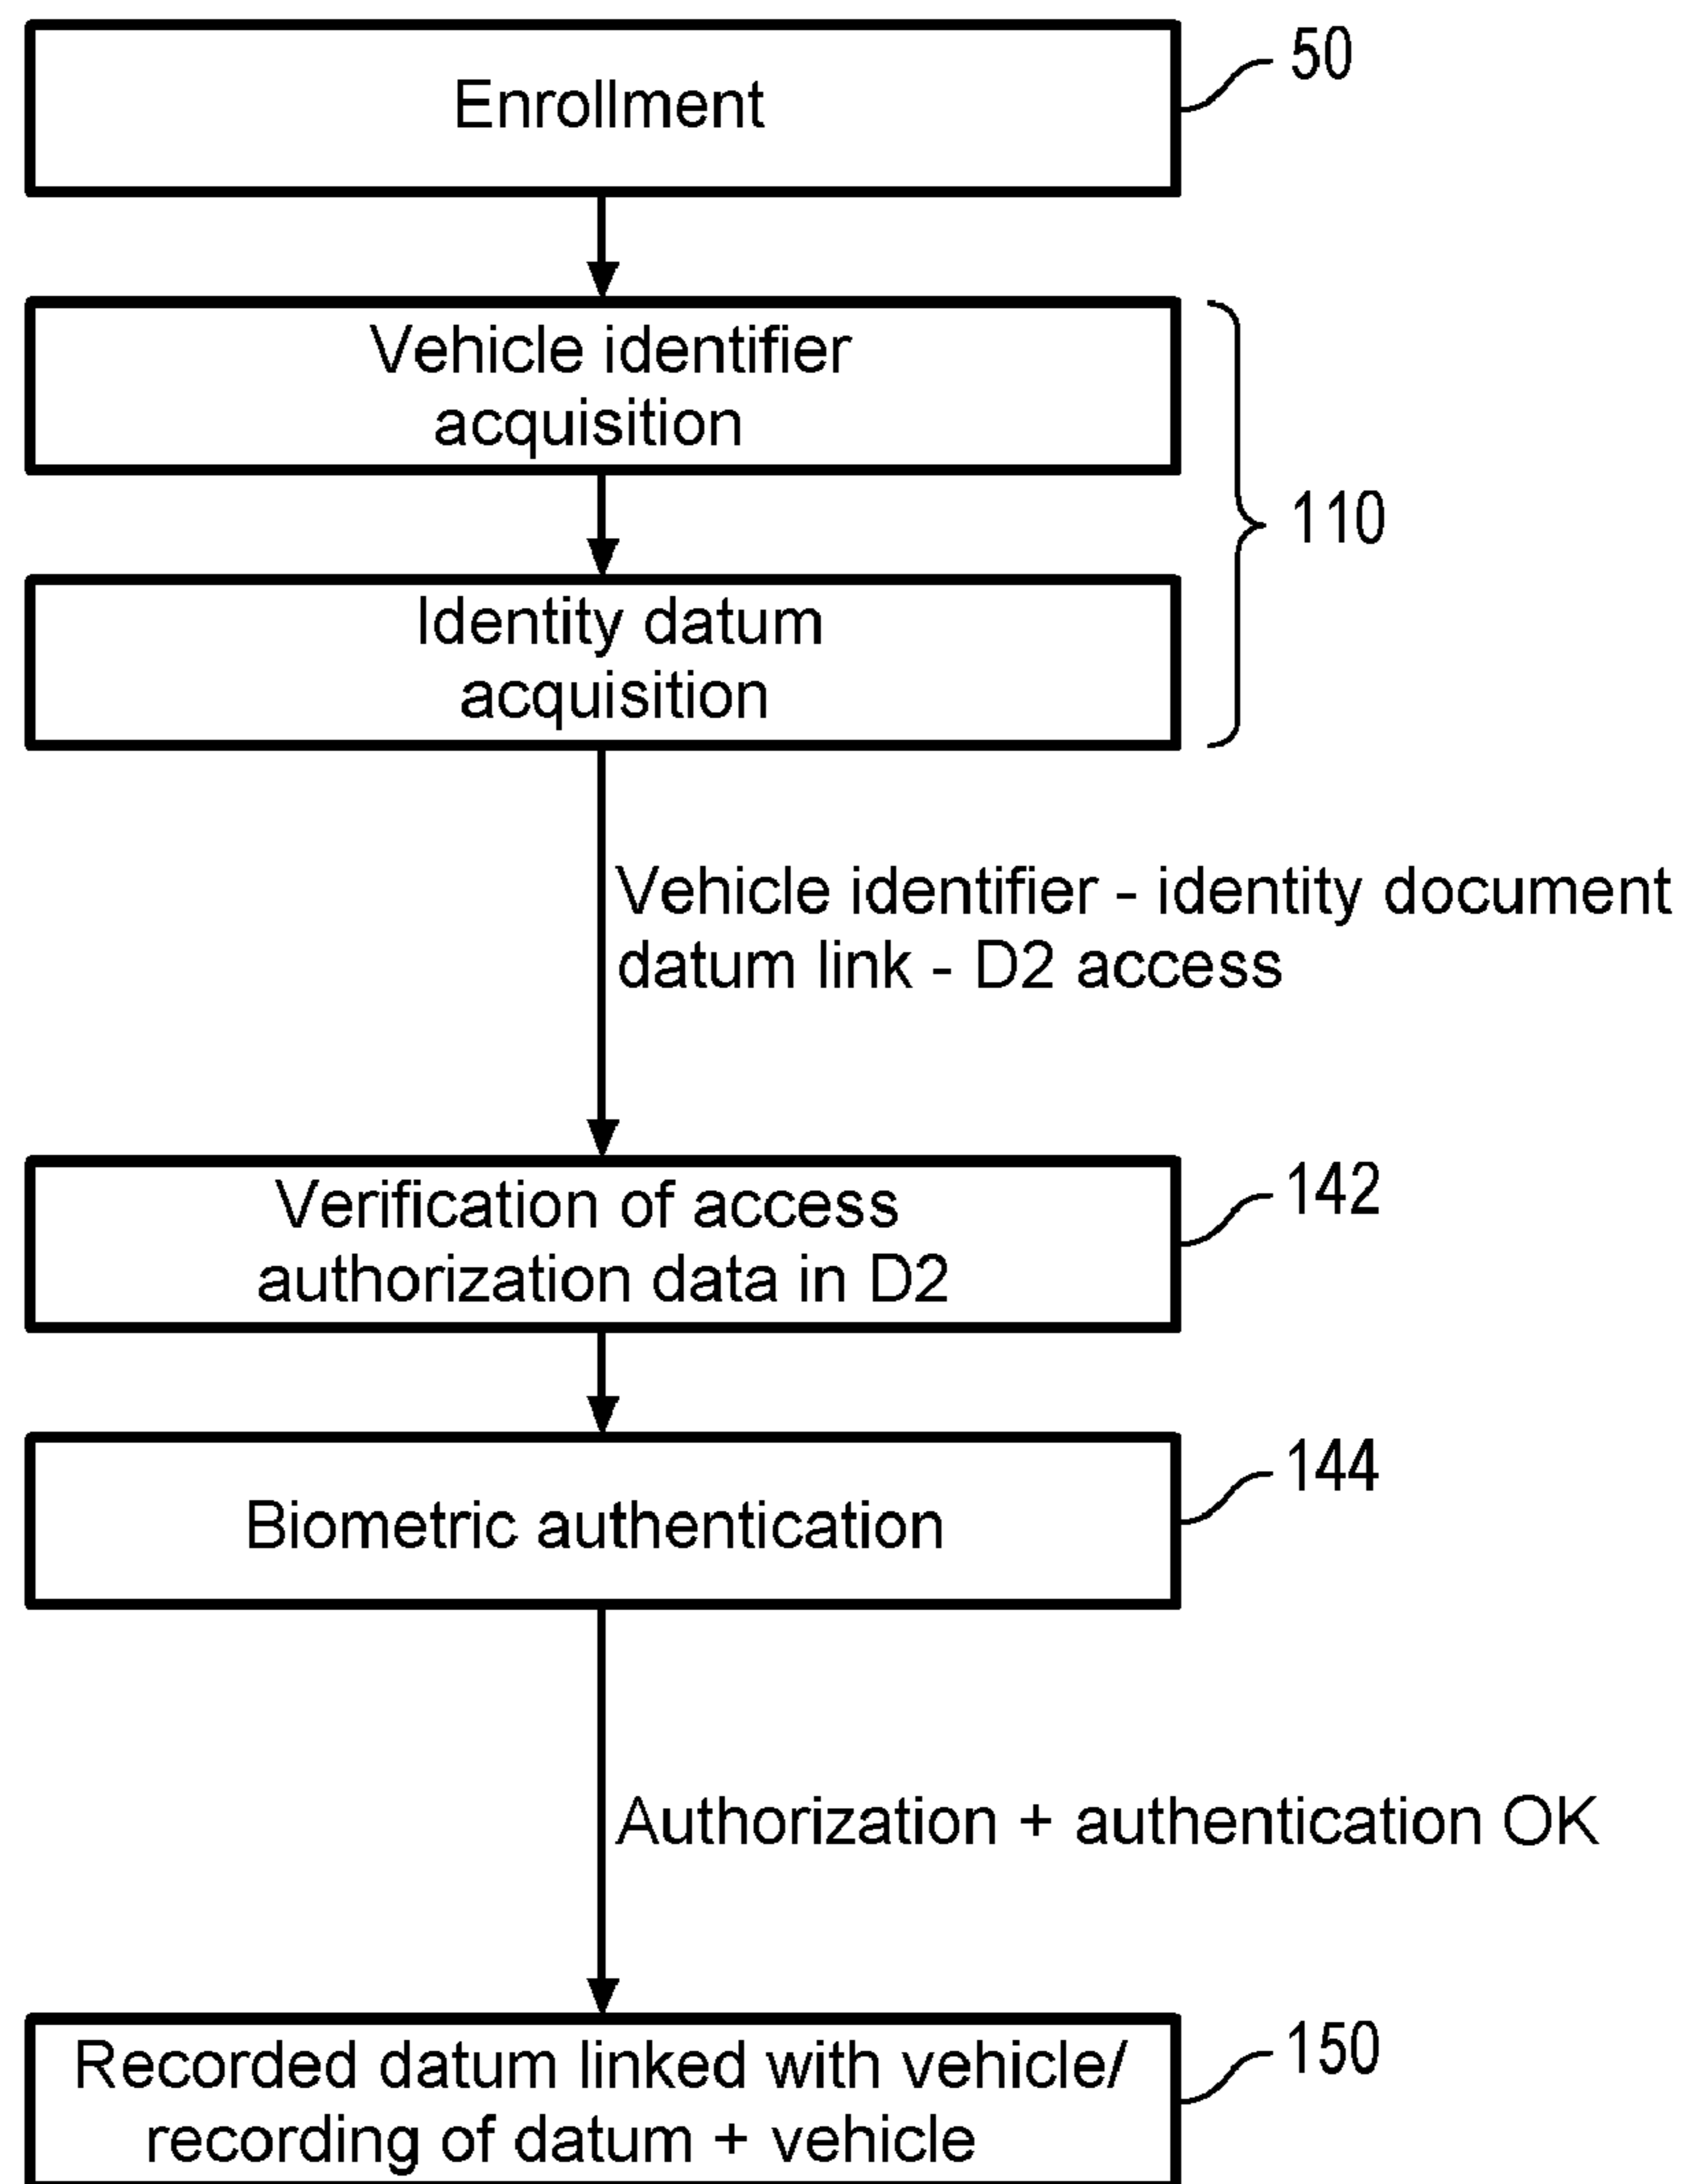 Enrollment
50
Vehicle identifier
acquisition
110
Identity datum
acquisition
Vehicle identifier - identity document
datum link - D2 access
Verification of access
authorization data in D2
142
Biometric authentication
144
Authorization + authentication OK
Recorded datum linked with vehicle/
recording of datum + vehicle
150